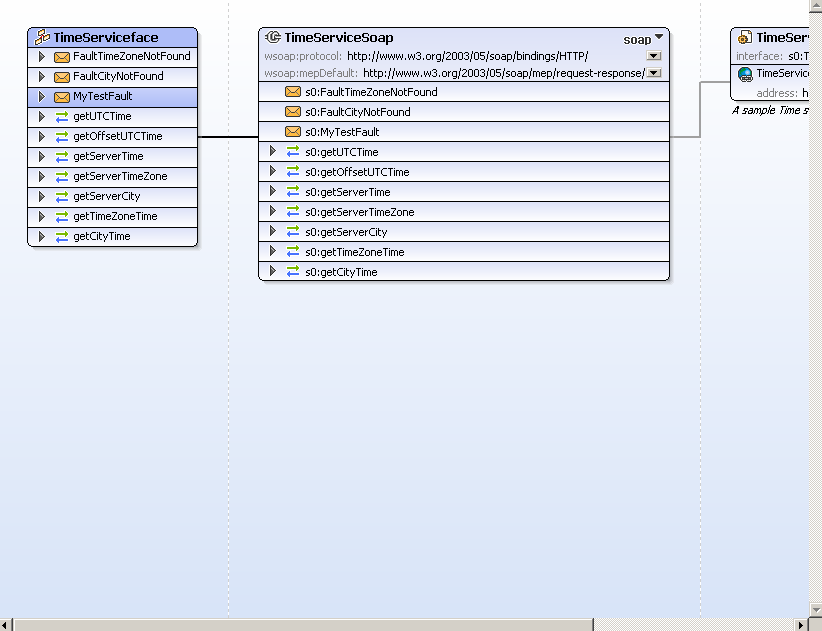 TimeServiceface
FaultTimeZoneNotFound
FaultCityNotFound
MyTestFault
getUTCTime
getOffsetUTCTime
getServerTime
getServerTimeZone
getServerCity
getTimeZoneTime
getCityTime
TimeServiceSoap
soap
wsoap:protocol: http://www.w3.org/2003/05/soap/bindings/HTTP/
wsoap:mepDefault: http://www.w3.org/2003/05/soap/mep/request-response/
s0:FaultTimeZoneNotFound
s0:FaultCityNotFound
s0:MyTestFault
s0:getUTCTime
s0:getOffsetUTCTime
s0:getServerTime
s0:getServerTimeZone
s0:getServerCity
s0:getTimeZoneTime
s0:getCityTime
TimeSer
interface: s0:T
TimeServic
address: h
A sample Time s